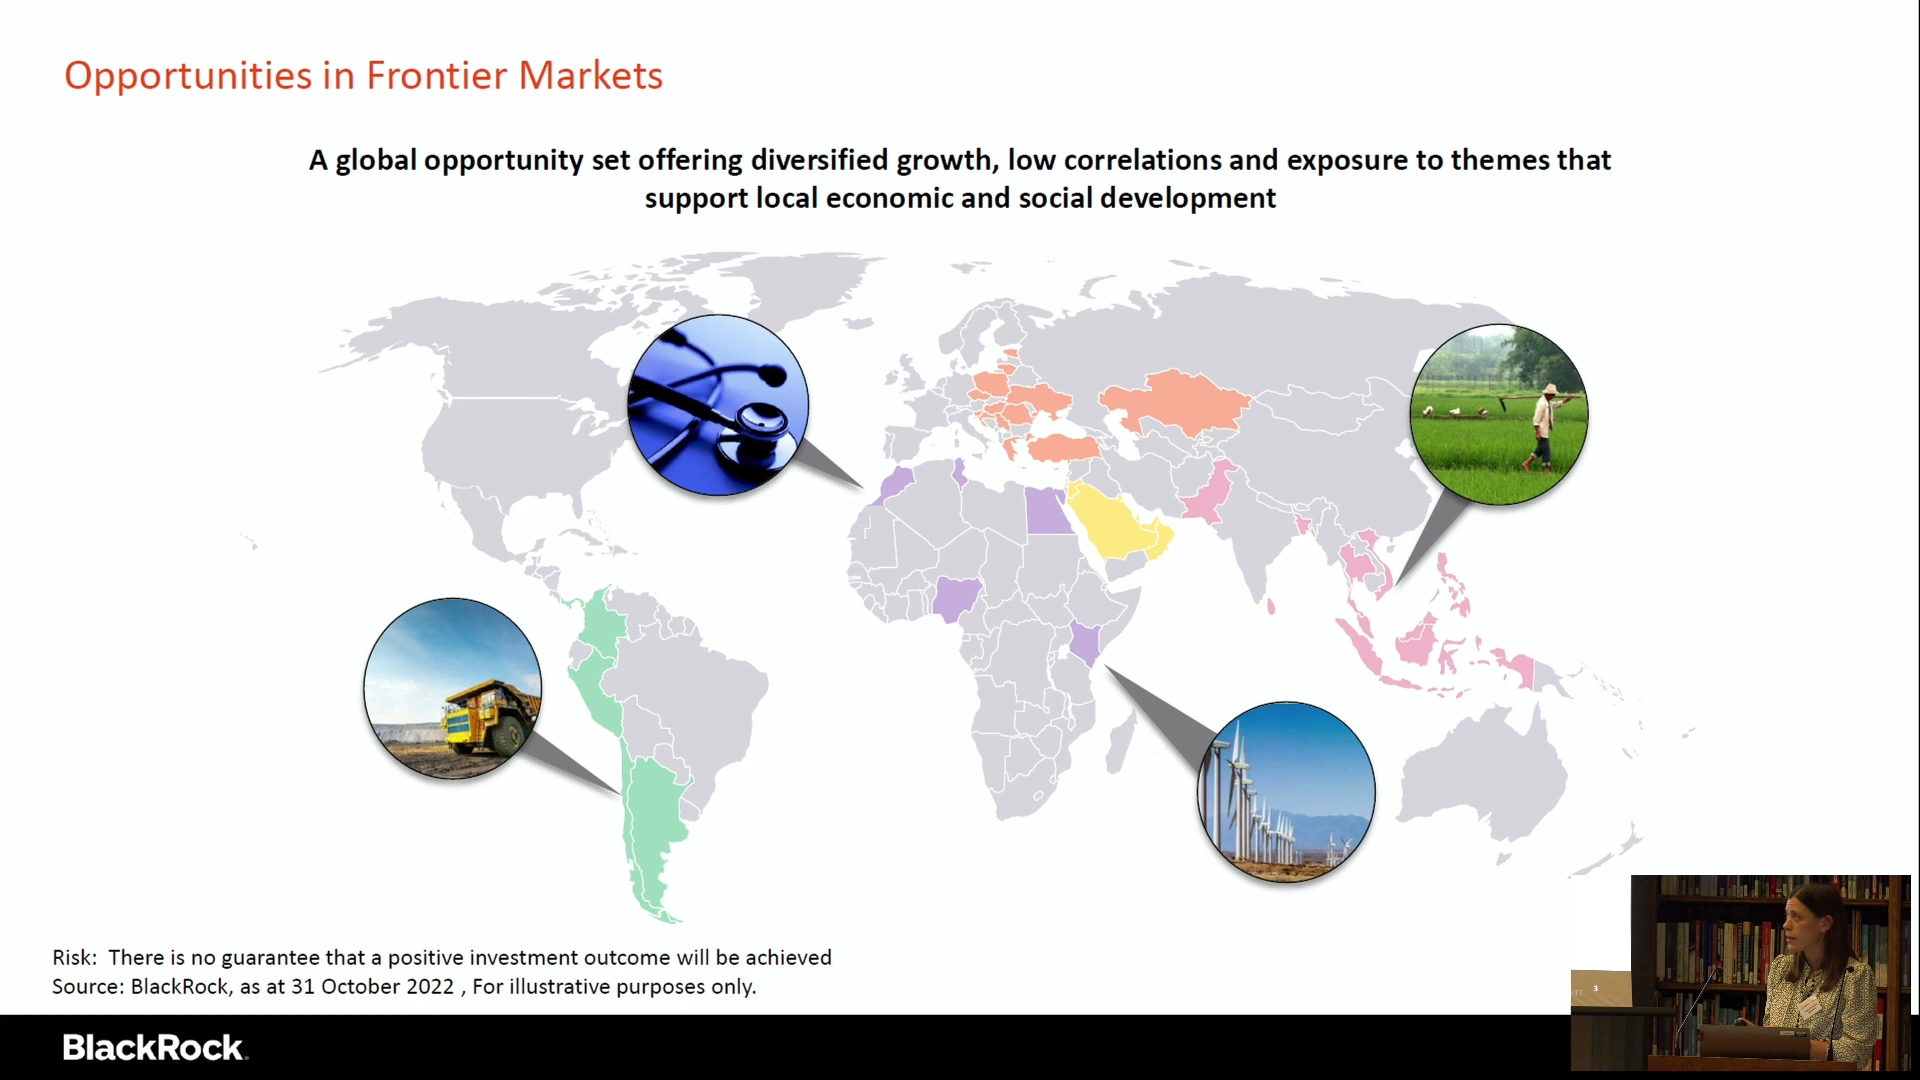 Opportunities in Frontier Markets
A global opportunity set offering diversified growth, low correlations and exposure to themes that
support local economic and social development
Risk:  There is no guarantee that a positive investment outcome will be achieved
Source: BlackRock, as at 31 October 2022 , For illustrative purposes only.
BlackRock.
3